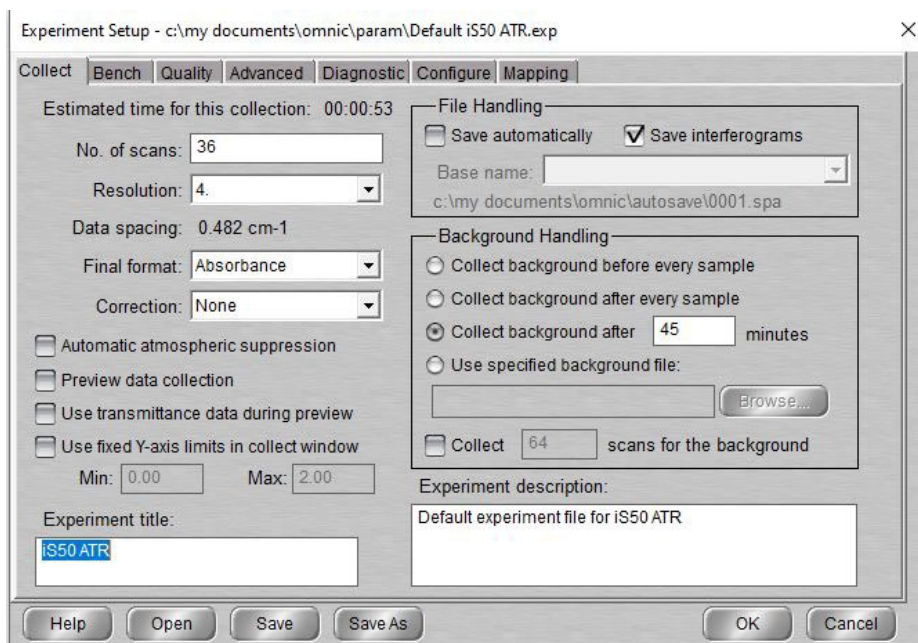 Experiment Setup - c:\my documents\omnic\param\Default iS50 ATR.exp
Collect Bench Quality Advanced Diagnostic Configure Mapping
Estimated time for this collection: 00:00:53
No. of scans: 36
Resolution: 4.
Data spacing: 0.482 cm-1
Final format: Absorbance
Correction: None
Automatic atmospheric suppression
Preview data collection
Use transmittance data during preview
Use fixed Y-axis limits in collect window
Min: 0.00 Max: 2.00
Experiment title:
iS50 ATR
File Handling
Save automatically Save interferograms
Base name:
c:\my documents\omnic\autosave\0001.spa
Background Handling
Collect background before every sample
Collect background after every sample
Collect background after 45 minutes
Use specified background file:
Browse...
Collect 64 scans for the background
Experiment description:
Default experiment file for iS50 ATR
Help Open Save Save As OK Cancel